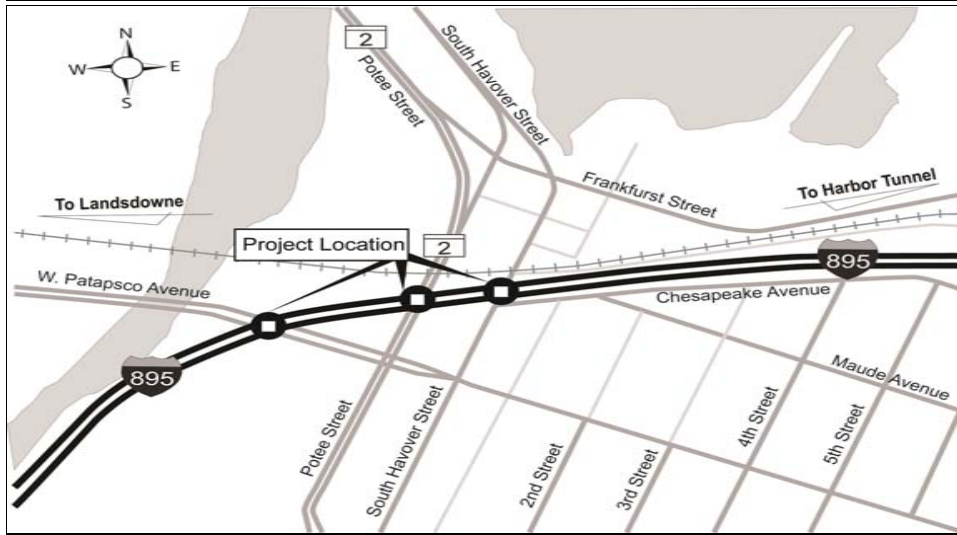 N
W E
S
2
Potee Street
South Havover Street
Frankfurst Street
To Landsdowne
To Harbor Tunnel
Project Location
2
895
W. Patapsco Avenue
Chesapeake Avenue
895
Maude Avenue
Potee Street
South Havover Street
2nd Street
3rd Street
4th Street
5th Street